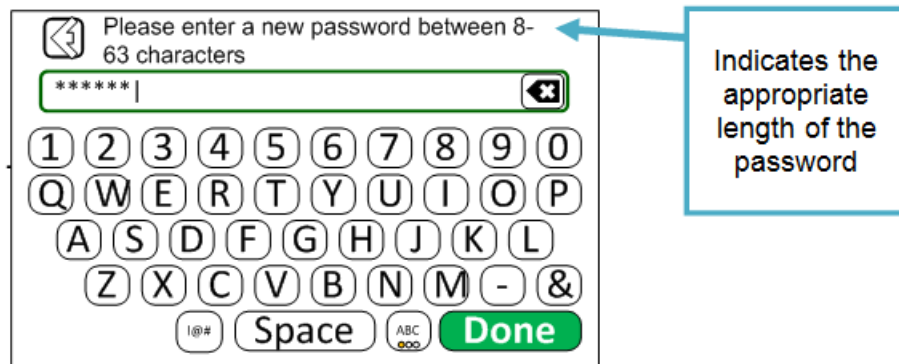 Please enter a new password between 8-
63 characters
******|
1 2 3 4 5 6 7 8 9 0
Q W E R T Y U I O P
A S D F G H J K L
Z X C V B N M - &
!@# Space ABC Done
Indicates the
appropriate
length of the
password